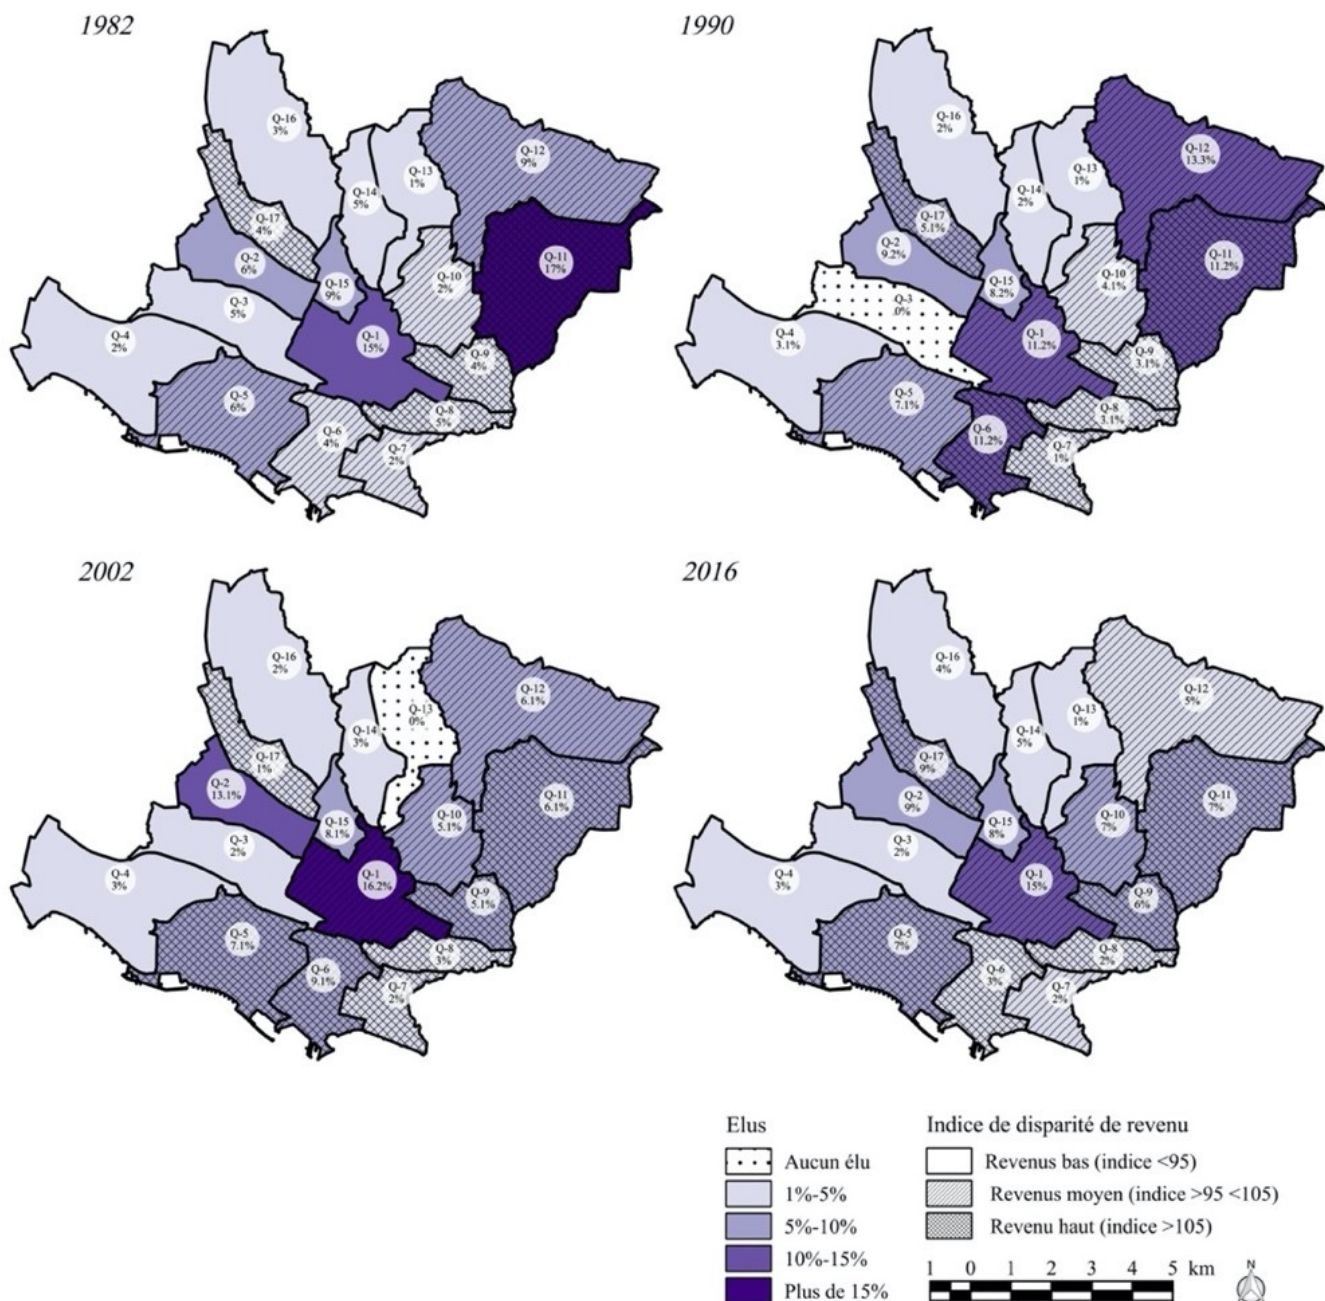 1982
Q-16
3%
Q-12
9%
Q-13
1%
Q-14
5%
Q-17
4%
Q-2
6%
Q-11
17%
Q-10
2%
Q-15
9%
Q-3
5%
Q-4
2%
Q-1
15%
Q-9
4%
Q-5
6%
Q-8
5%
Q-6
4%
Q-7
2%
1990
Q-16
2%
Q-12
13.3%
Q-13
1%
Q-14
2%
Q-17
5.1%
Q-2
9.2%
Q-11
11.2%
Q-10
4.1%
Q-15
8.2%
Q-3
.0%
Q-4
3.1%
Q-1
11.2%
Q-9
3.1%
Q-5
7.1%
Q-8
3.1%
Q-6
11.2%
Q-7
1%
2002
Q-16
2%
Q-12
6.1%
Q-13
0%
Q-14
3%
Q-17
1%
Q-2
13.1%
Q-11
6.1%
Q-10
5.1%
Q-15
8.1%
Q-3
2%
Q-4
3%
Q-1
16.2%
Q-9
5.1%
Q-5
7.1%
Q-8
3%
Q-6
9.1%
Q-7
2%
2016
Q-16
4%
Q-12
5%
Q-13
1%
Q-14
5%
Q-17
9%
Q-2
9%
Q-11
7%
Q-10
7%
Q-15
8%
Q-3
2%
Q-4
3%
Q-1
15%
Q-9
6%
Q-5
7%
Q-8
2%
Q-6
3%
Q-7
2%
Elus
Aucun élu
1%-5%
5%-10%
10%-15%
Plus de 15%
Indice de disparité de revenu
Revenus bas (indice <95)
Revenus moyen (indice >95 <105)
Revenu haut (indice >105)
1 0 1 2 3 4 5 km
N